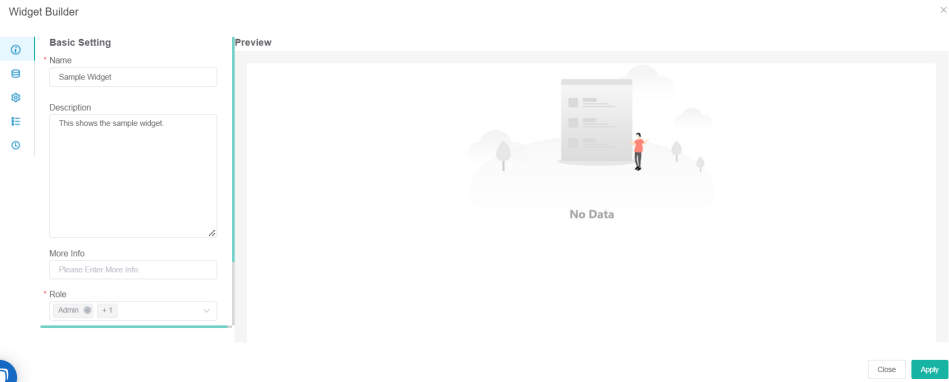 Widget Builder
Basic Setting
Preview
* Name
Sample Widget
Description
This shows the sample widget.
No Data
More Info
Please Enter More Info
* Role
Admin
+ 1
Close
Apply